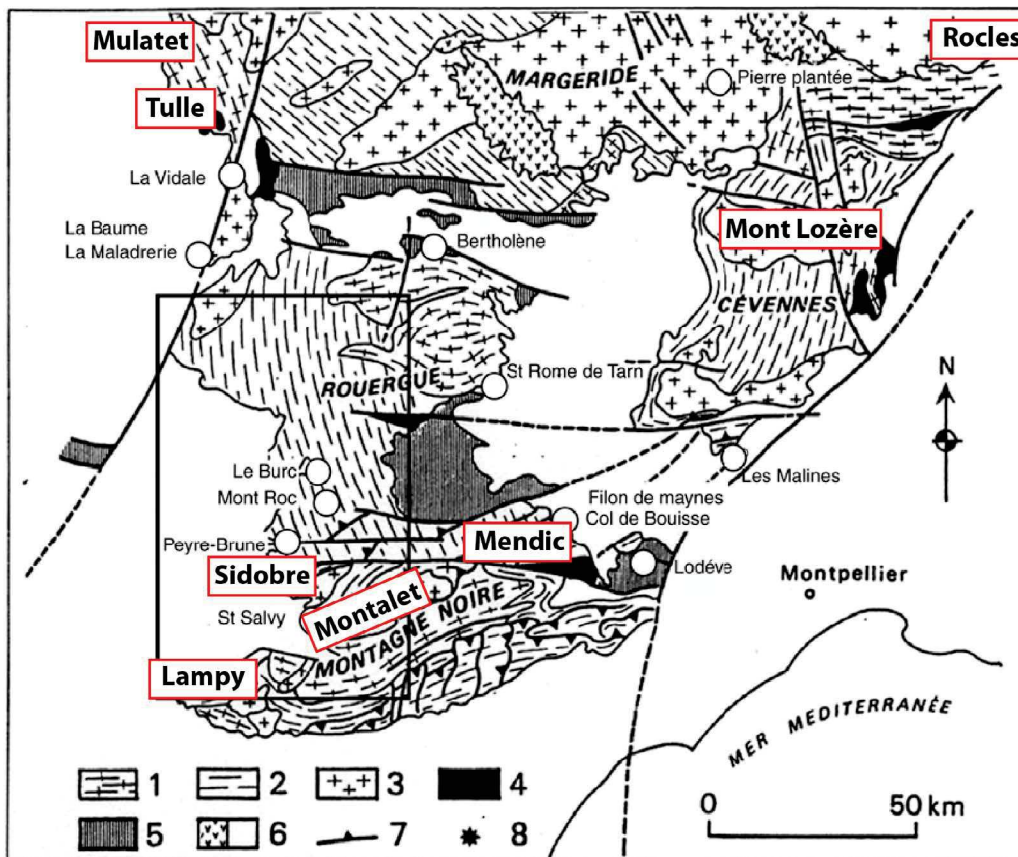 Mulatet
Rocles
MARGERIDE
Pierre plantée
Tulle
La Vidale
La Baume
La Maladrerie
Bertholène
Mont Lozère
CÉVENNES
ROUERGUE
St Rome de Tarn
N
Le Burc
Mont Roc
Les Malines
Filon de maynes
Col de Bouisse
Peyre-Brune
Mendic
Lodéve
Sidobre
Montpellier
Montalet
St Salvy
MONTAGNE NOIRE
Lampy
MER MEDITERRANÉE
1 2 3 4
0 50 km
5 6 7 8